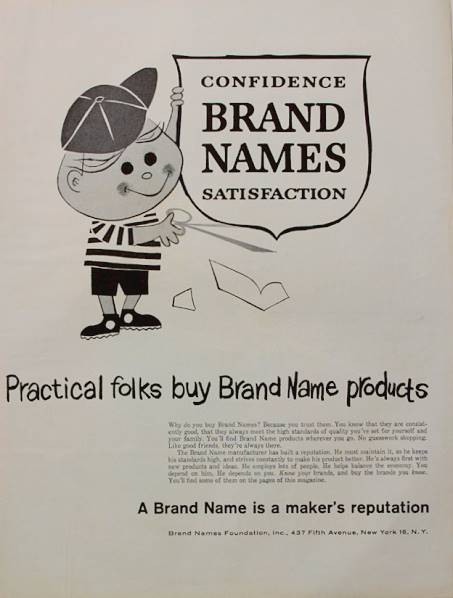 CONFIDENCE
BRAND
NAMES
SATISFACTION
Practical folks buy Brand Name products
Why do you buy Brand Names? Because you trust them. You know that they are consist-
ently good, that they always meet the high standards of quality you've set for yourself and
your family. You'll find Brand Name products wherever you go. No guesswork shopping.
Like good friends, they're always there.
The Brand Name manufacturer has built a reputation. He must maintain it, so he keeps
his standards high, and strives constantly to make his product better. He's always first with
new products and ideas. He employs lots of people. He helps balance the economy. You
depend on him. He depends on you. Know your brands, and buy the brands you know.
You'll find some of them on the pages of this magazine.
A Brand Name is a maker's reputation
Brand Names Foundation, Inc., 437 Fifth Avenue, New York 16, N. Y.